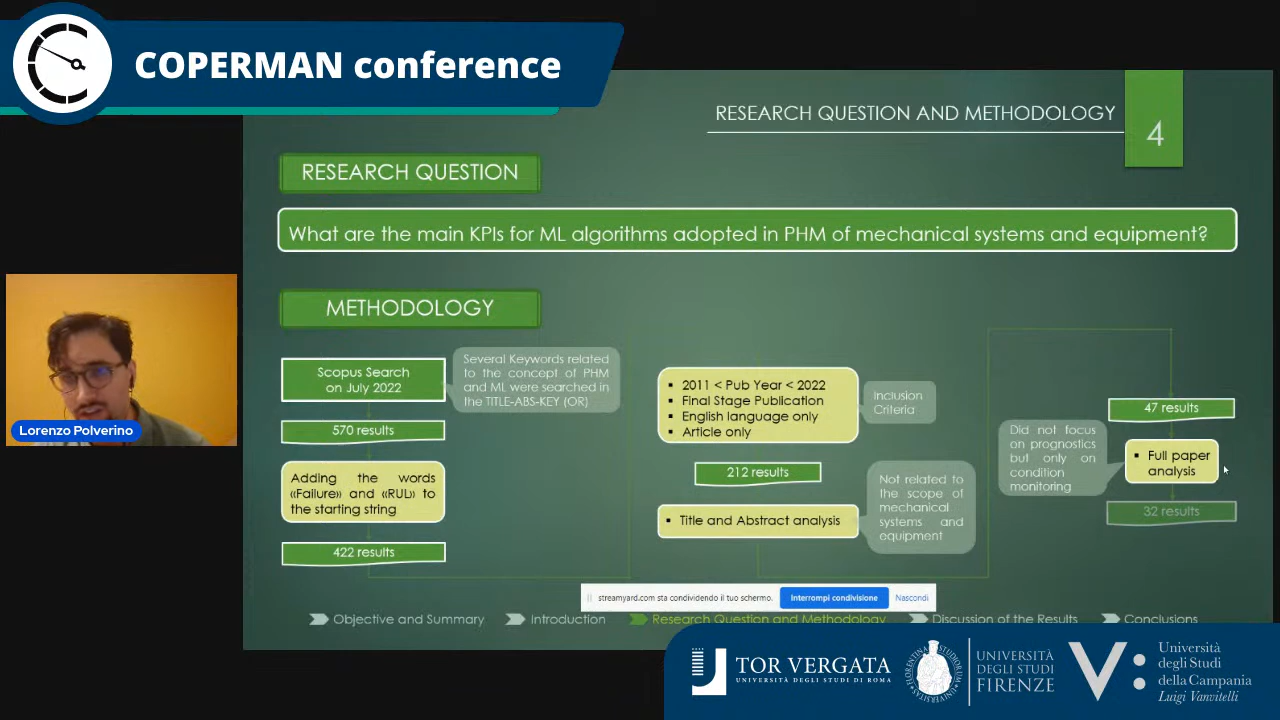 COPERMAN conference
RESEARCH QUESTION AND METHODOLOGY
4
RESEARCH QUESTION
What are the main KPIs for ML algorithms adopted in PHM of mechanical systems and equipment?
METHODOLOGY
Scopus Search
on July 2022
Several Keywords related
to the concept of PHM
and ML were searched in
the TITLE-ABS-KEY (OR)
570 results
Adding the words
«Failure» and «RUL» to
the starting string
422 results
2011 < Pub Year < 2022
Final Stage Publication
English language only
Article only
Inclusion
Criteria
212 results
Title and Abstract analysis
Not related to
the scope of
mechanical
systems and
equipment
47 results
Did not focus
on prognostics
but only on
condition
monitoring
Full paper
analysis
32 results
Lorenzo Polverino
streamyard.com sta condividendo il tuo schermo.
Interrompi condivisione
Nascondi
Objective and Summary
Introduction
Research Question and Methodology
Discussion of the Results
Conclusions
TOR VERGATA
UNIVERSITÀ DEGLI STUDI DI ROMA
UNIVERSITÀ
DEGLI STUDI
FIRENZE
V:
Università
degli Studi
della Campania
Luigi Vanvitelli